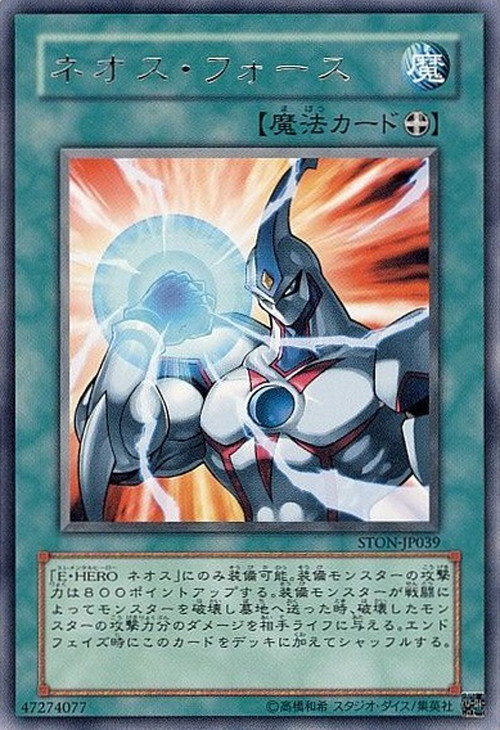 ネオス・フォース
魔
【魔法カード】
STON-JP039
「E・HERO ネオス」にのみ装備可能。装備モンスターの攻撃
力は８００ポイントアップする。装備モンスターが戦闘に
よってモンスターを破壊し墓地へ送った時、破壊したモン
スターの攻撃力分のダメージを相手ライフに与える。エンド
フェイズ時にこのカードをデッキに加えてシャッフルする。
47274077
©高橋和希 スタジオ・ダイス/集英社